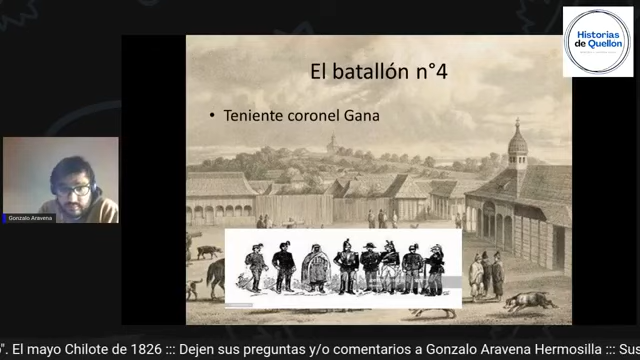 Historias
de Quellon
El batallón n°4
• Teniente coronel Gana
Gonzalo Aravena
". El mayo Chilote de 1826 ::: Dejen sus preguntas y/o comentarios a Gonzalo Aravena Hermosilla ::: Sus